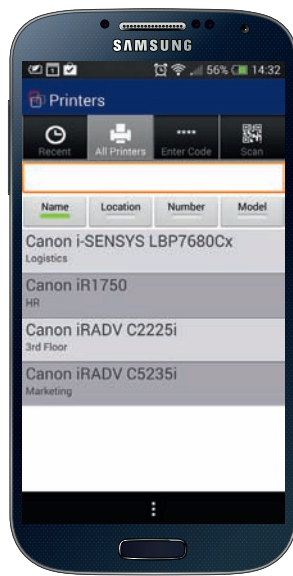 SAMSUNG
56% 14:32
Printers
Recent All Printers Enter Code Scan
Name Location Number Model
Canon i-SENSYS LBP7680Cx
Logistics
Canon iR1750
HR
Canon iRADV C2225i
3rd Floor
Canon iRADV C5235i
Marketing